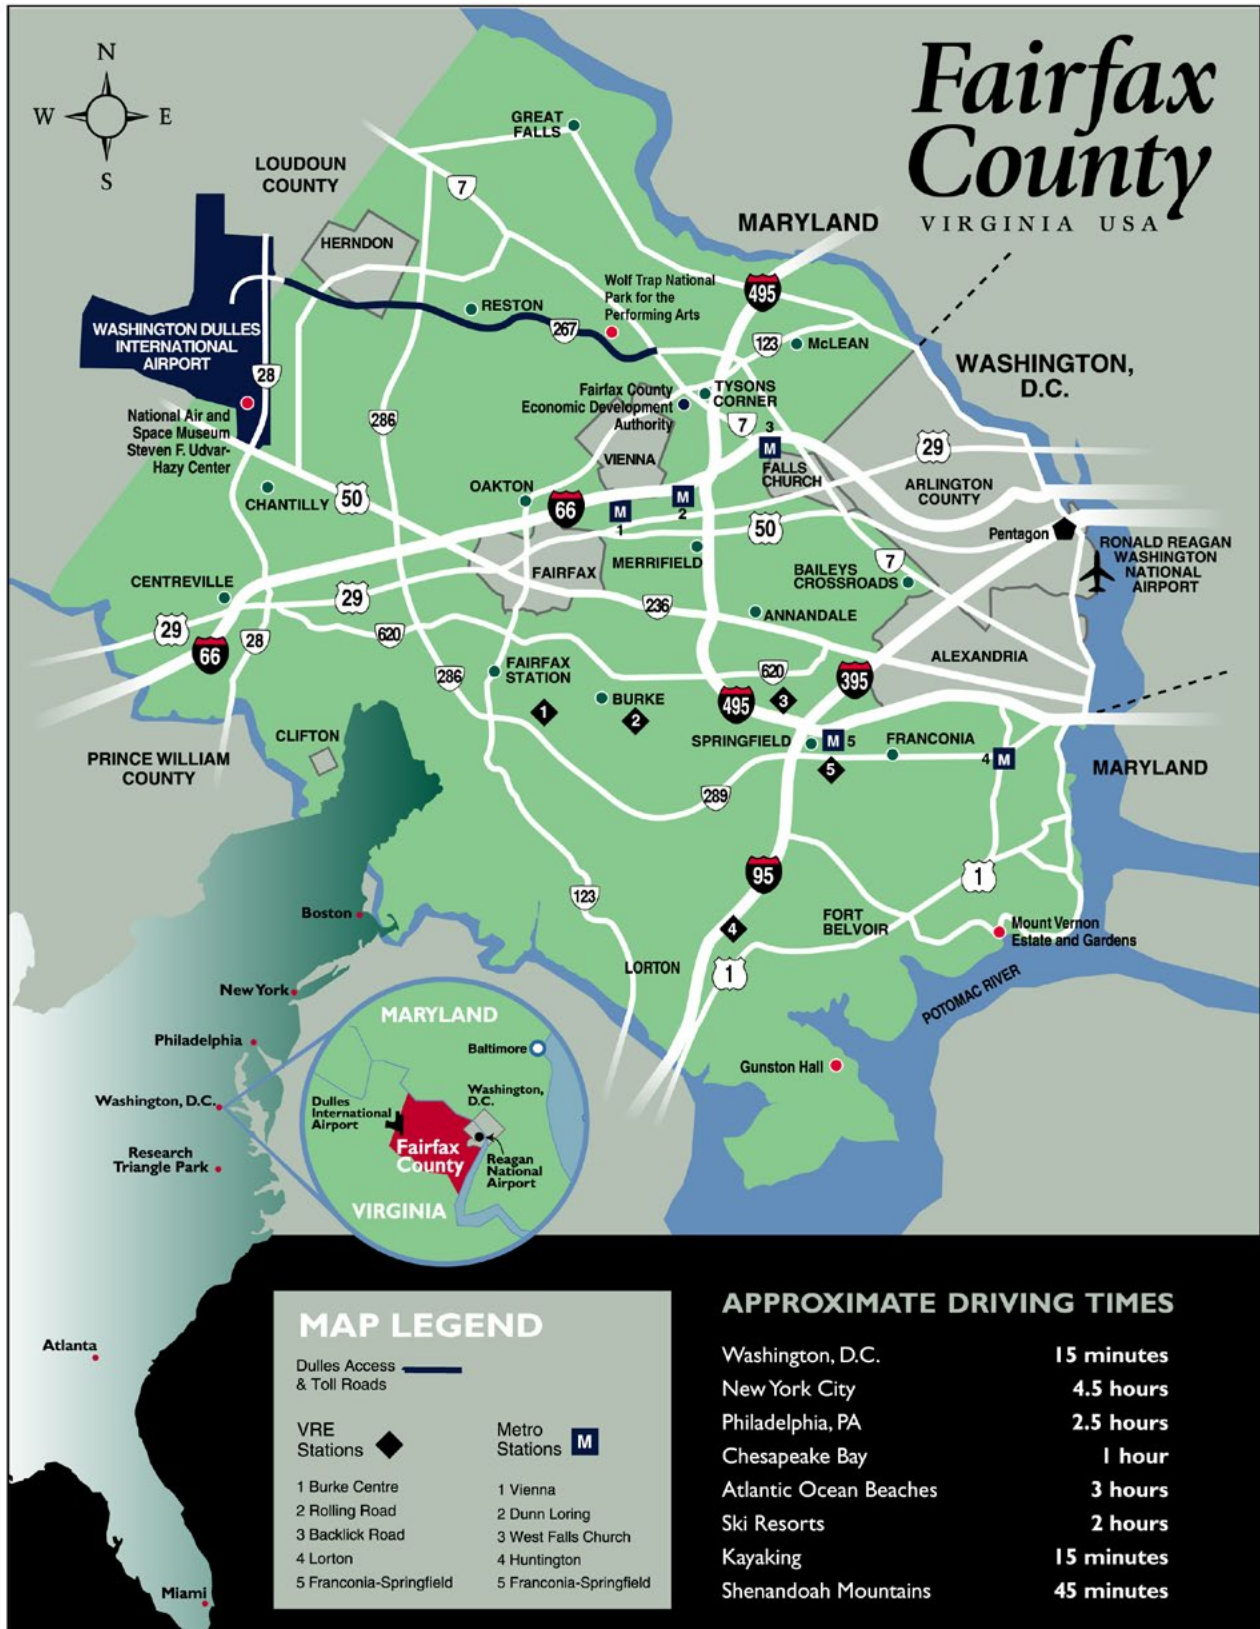 Fairfax
County
VIRGINIA USA
N
W
E
S
GREAT
FALLS
LOUDOUN
COUNTY
7
MARYLAND
HERNDON
Wolf Trap National
Park for the
Performing Arts
495
RESTON
267
123
McLEAN
WASHINGTON DULLES
INTERNATIONAL
AIRPORT
WASHINGTON,
D.C.
28
TYSONS
CORNER
Fairfax County
Economic Development
Authority
National Air and
Space Museum
Steven F. Udvar-
Hazy Center
286
7
3
M
29
VIENNA
FALLS
CHURCH
CHANTILLY
50
OAKTON
66
M
1
M
2
ARLINGTON
COUNTY
50
Pentagon
RONALD REAGAN
WASHINGTON
NATIONAL
AIRPORT
MERRIFIELD
7
BAILEYS
CROSSROADS
CENTREVILLE
FAIRFAX
29
236
ANNANDALE
29
66
28
620
ALEXANDRIA
286
FAIRFAX
STATION
620
395
BURKE
495
1
2
3
CLIFTON
SPRINGFIELD
M 5
FRANCONIA
4 M
5
PRINCE WILLIAM
COUNTY
MARYLAND
289
95
1
123
FORT
BELVOIR
Mount Vernon
Estate and Gardens
4
LORTON
1
POTOMAC RIVER
Gunston Hall
Boston
New York
Philadelphia
Washington, D.C.
Research
Triangle Park
Atlanta
Miami
MARYLAND
Baltimore
Washington,
D.C.
Dulles
International
Airport
Fairfax
County
Reagan
National
Airport
VIRGINIA
MAP LEGEND
Dulles Access
& Toll Roads
VRE
Stations
1 Burke Centre
2 Rolling Road
3 Backlick Road
4 Lorton
5 Franconia-Springfield
Metro
Stations
M
1 Vienna
2 Dunn Loring
3 West Falls Church
4 Huntington
5 Franconia-Springfield
APPROXIMATE DRIVING TIMES
Washington, D.C. 15 minutes
New York City 4.5 hours
Philadelphia, PA 2.5 hours
Chesapeake Bay 1 hour
Atlantic Ocean Beaches 3 hours
Ski Resorts 2 hours
Kayaking 15 minutes
Shenandoah Mountains 45 minutes